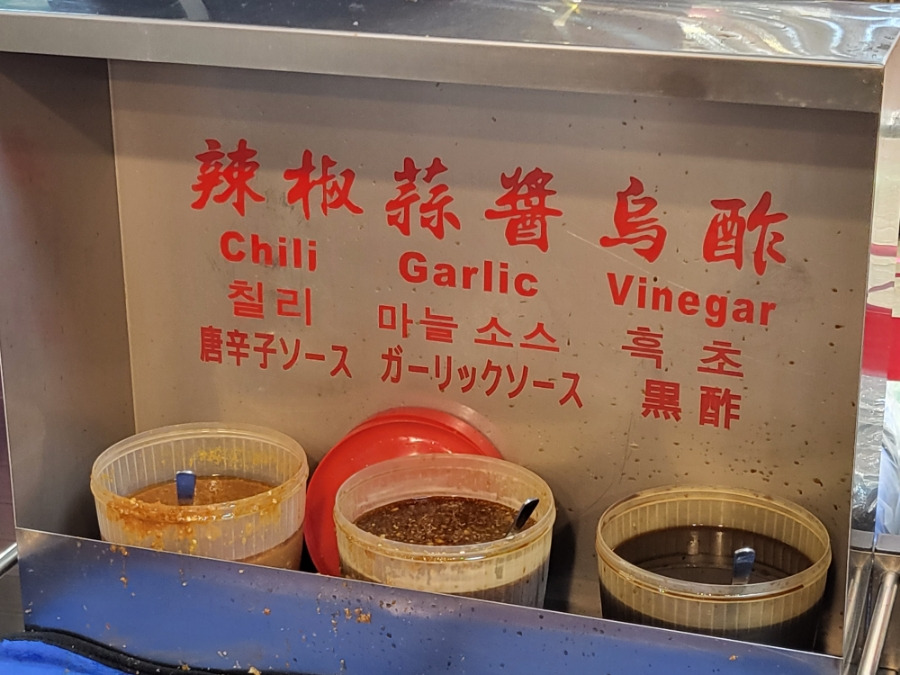 辣椒 蒜醬 烏酢
Chili Garlic Vinegar
칠리 마늘 소스 흑초
唐辛子ソース ガーリックソース 黒酢